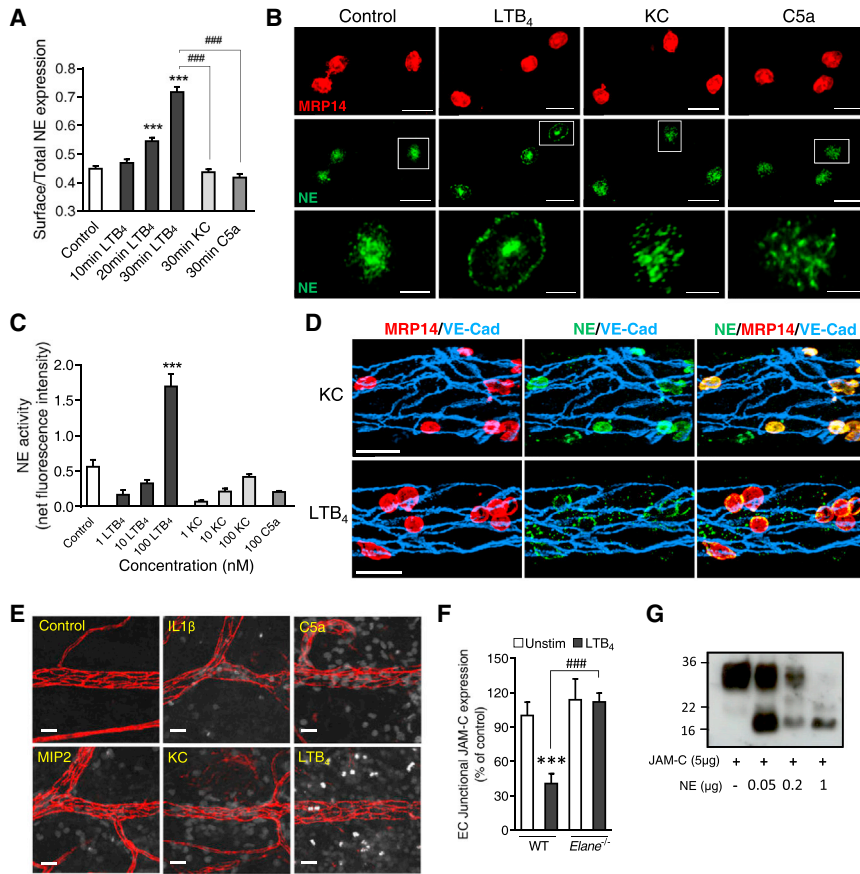 A
Surface/Total NE expression
0.8
0.7
0.6
0.5
0.4
0.3
***
***
###
###
Control
10min LTB4
20min LTB4
30min LTB4
30min KC
30min C5a
B
Control LTB4 KC C5a
MRP14
NE
NE
C
NE activity
(net fluorescence intensity)
2.0
1.5
1.0
0.5
0.0
***
Control
1 LTB4
10 LTB4
100 LTB4
1 KC
10 KC
100 KC
100 C5a
Concentration (nM)
D
MRP14/VE-Cad NE/VE-Cad NE/MRP14/VE-Cad
KC
LTB4
E
Control IL1β C5a
MIP2 KC LTB4
F
Unstim LTB4
EC Junctional JAM-C expression
(% of control)
150
120
90
60
30
0
***
###
WT Elane-/-
G
36
22
16
JAM-C (5µg) + + + +
NE (µg) - 0.05 0.2 1